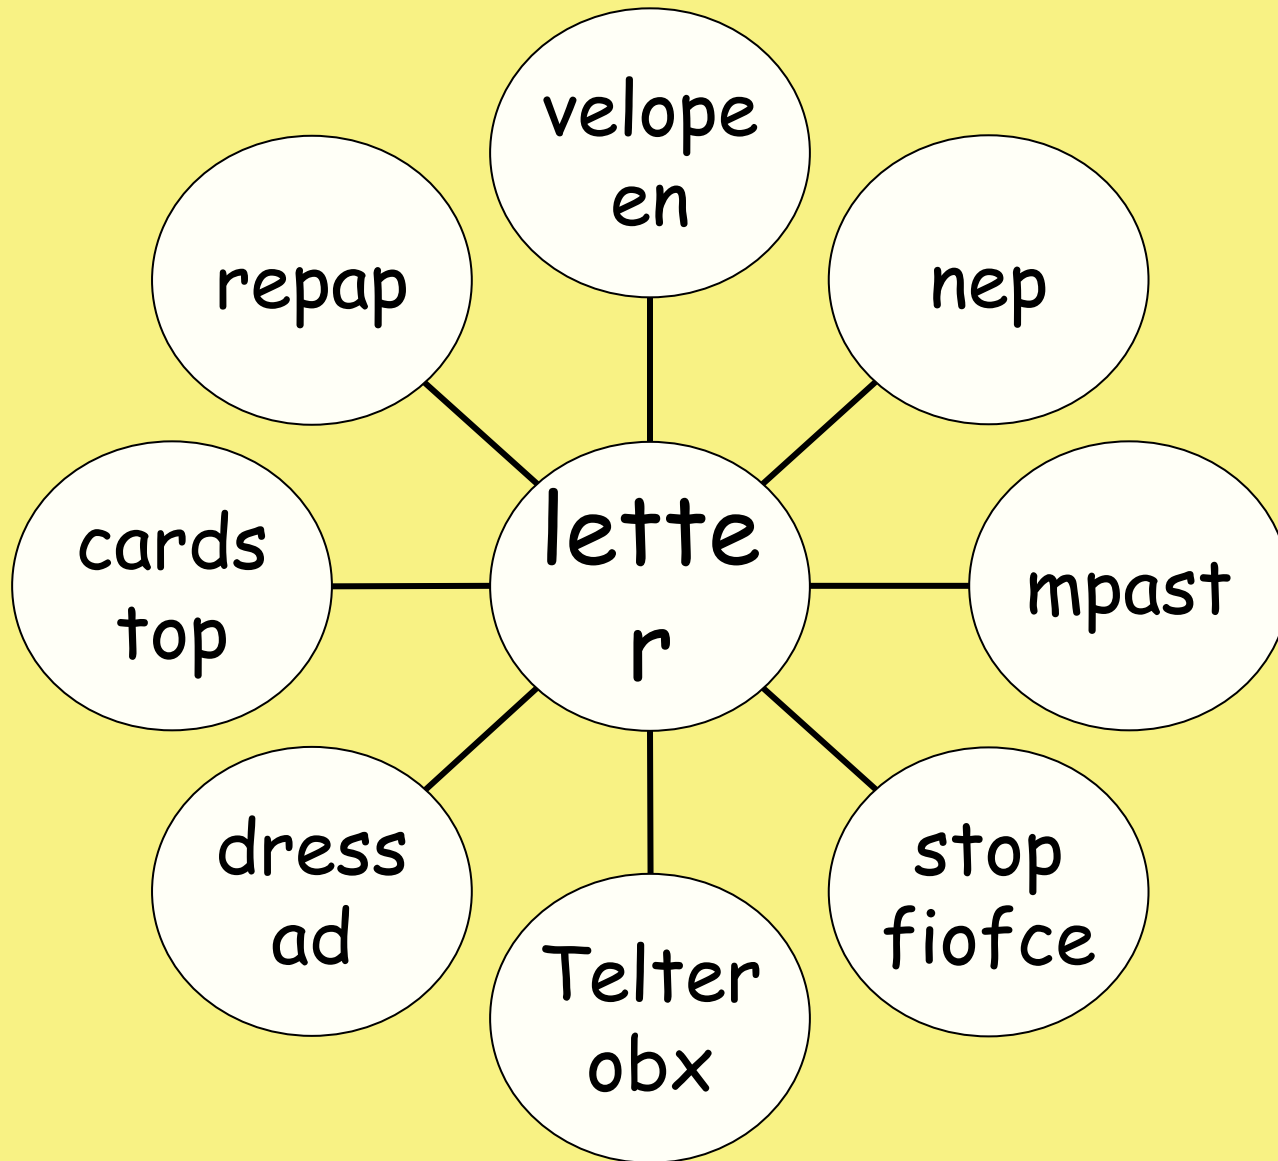 velope
en
repap
nep
lette
r
cards
top
mpast
dress
ad
stop
fiofce
Telter
obx